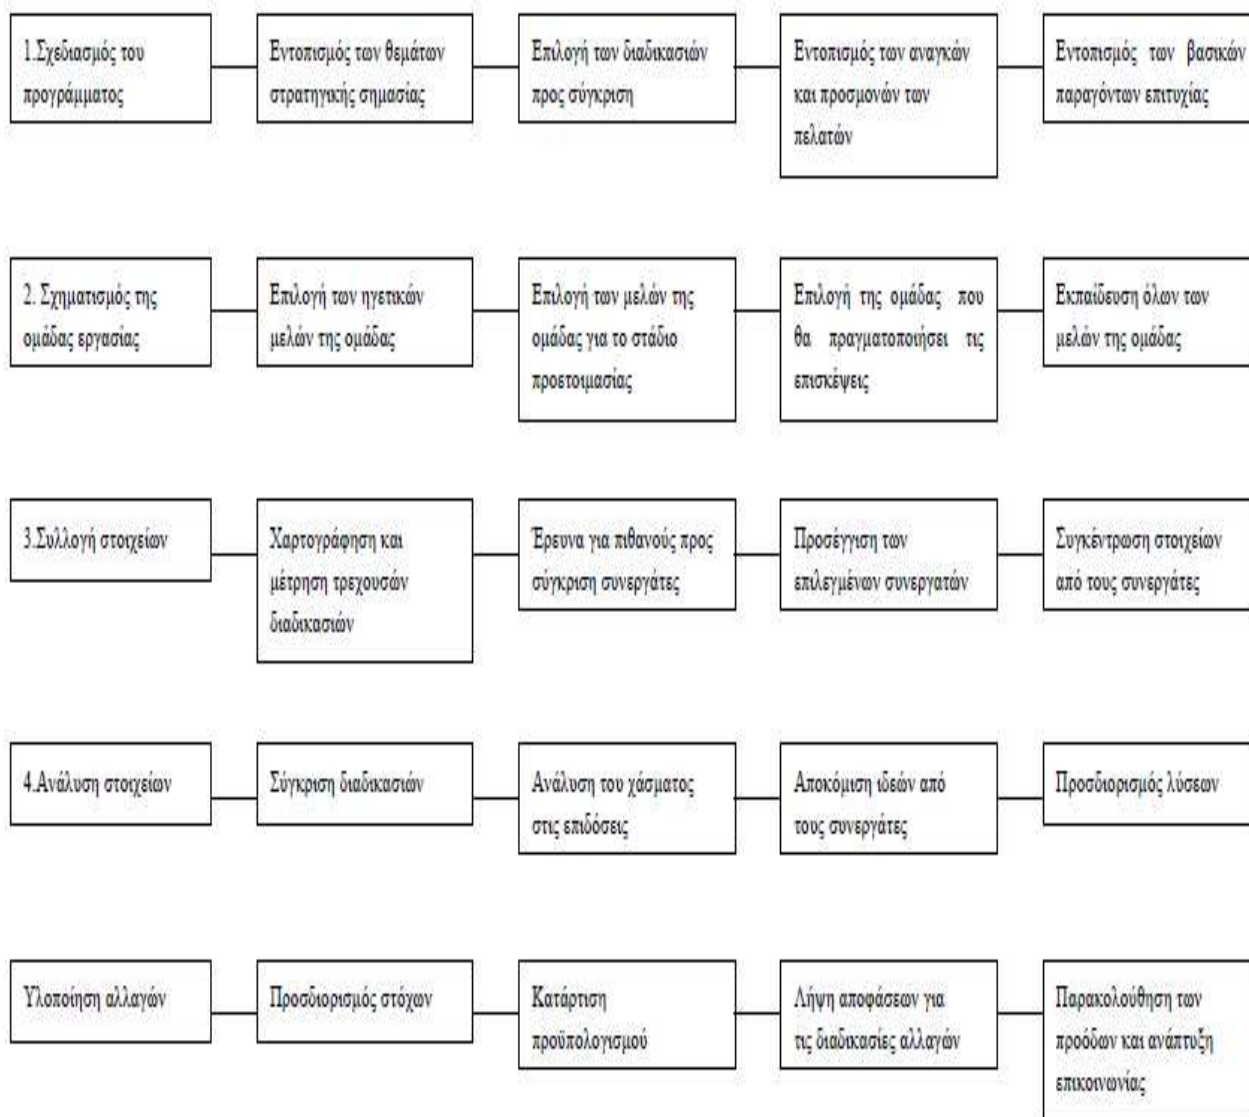 1.Σχεδιασμός του
προγράμματος
Εντοπισμός των θεμάτων
στρατηγικής σημασίας
Επιλογή των διαδικασιών
προς σύγκριση
Εντοπισμός των αναγκών
και προσμονών των
πελατών
Εντοπισμός των βασικών
παραγόντων επιτυχίας
2. Σχηματισμός της
ομάδας εργασίας
Επιλογή των ηγετικών
μελών της ομάδας
Επιλογή των μελών της
ομάδας για το στάδιο
προετοιμασίας
Επιλογή της ομάδας που
θα πραγματοποιήσει τις
επισκέψεις
Εκπαίδευση όλων των
μελών της ομάδας
3.Συλλογή στοιχείων
Χαρτογράφηση και
μέτρηση τρεχουσών
διαδικασιών
Έρευνα για πιθανούς προς
σύγκριση συνεργάτες
Προσέγγιση των
επιλεγμένων συνεργατών
Συγκέντρωση στοιχείων
από τους συνεργάτες
4.Ανάλυση στοιχείων
Σύγκριση διαδικασιών
Ανάλυση του χάσματος
στις επιδόσεις
Αποκόμιση ιδεών από
τους συνεργάτες
Προσδιορισμός λύσεων
Υλοποίηση αλλαγών
Προσδιορισμός στόχων
Κατάρτιση
προϋπολογισμού
Λήψη αποφάσεων για
τις διαδικασίες αλλαγών
Παρακολούθηση των
προόδων και ανάπτυξη
επικοινωνίας